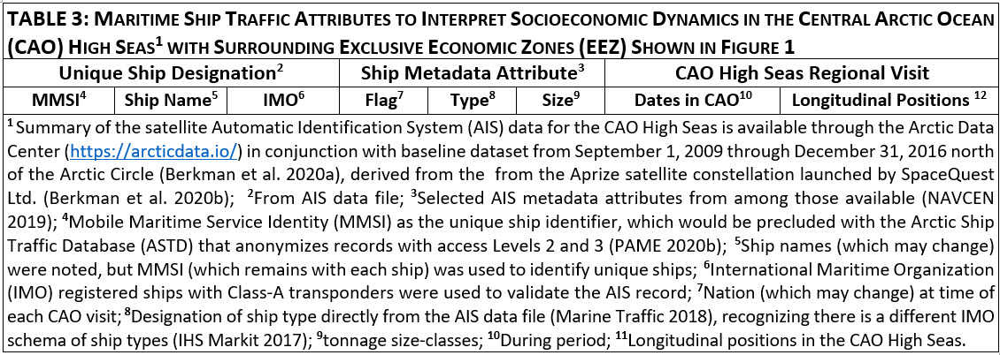 TABLE 3: MARITIME SHIP TRAFFIC ATTRIBUTES TO INTERPRET SOCIOECONOMIC DYNAMICS IN THE CENTRAL ARCTIC OCEAN
(CAO) HIGH SEAS¹ WITH SURROUNDING EXCLUSIVE ECONOMIC ZONES (EEZ) SHOWN IN FIGURE 1
Unique Ship Designation² Ship Metadata Attribute³ CAO High Seas Regional Visit
MMSI⁴ Ship Name⁵ IMO⁶ Flag⁷ Type⁸ Size⁹ Dates in CAO¹⁰ Longitudinal Positions ¹²
¹ Summary of the satellite Automatic Identification System (AIS) data for the CAO High Seas is available through the Arctic Data
Center (https://arcticdata.io/) in conjunction with baseline dataset from September 1, 2009 through December 31, 2016 north
of the Arctic Circle (Berkman et al. 2020a), derived from the from the Aprize satellite constellation launched by SpaceQuest
Ltd. (Berkman et al. 2020b); ²From AIS data file; ³Selected AIS metadata attributes from among those available (NAVCEN
2019); ⁴Mobile Maritime Service Identity (MMSI) as the unique ship identifier, which would be precluded with the Arctic Ship
Traffic Database (ASTD) that anonymizes records with access Levels 2 and 3 (PAME 2020b); ⁵Ship names (which may change)
were noted, but MMSI (which remains with each ship) was used to identify unique ships; ⁶International Maritime Organization
(IMO) registered ships with Class-A transponders were used to validate the AIS record; ⁷Nation (which may change) at time of
each CAO visit; ⁸Designation of ship type directly from the AIS data file (Marine Traffic 2018), recognizing there is a different IMO
schema of ship types (IHS Markit 2017); ⁹tonnage size-classes; ¹⁰During period; ¹¹Longitudinal positions in the CAO High Seas.